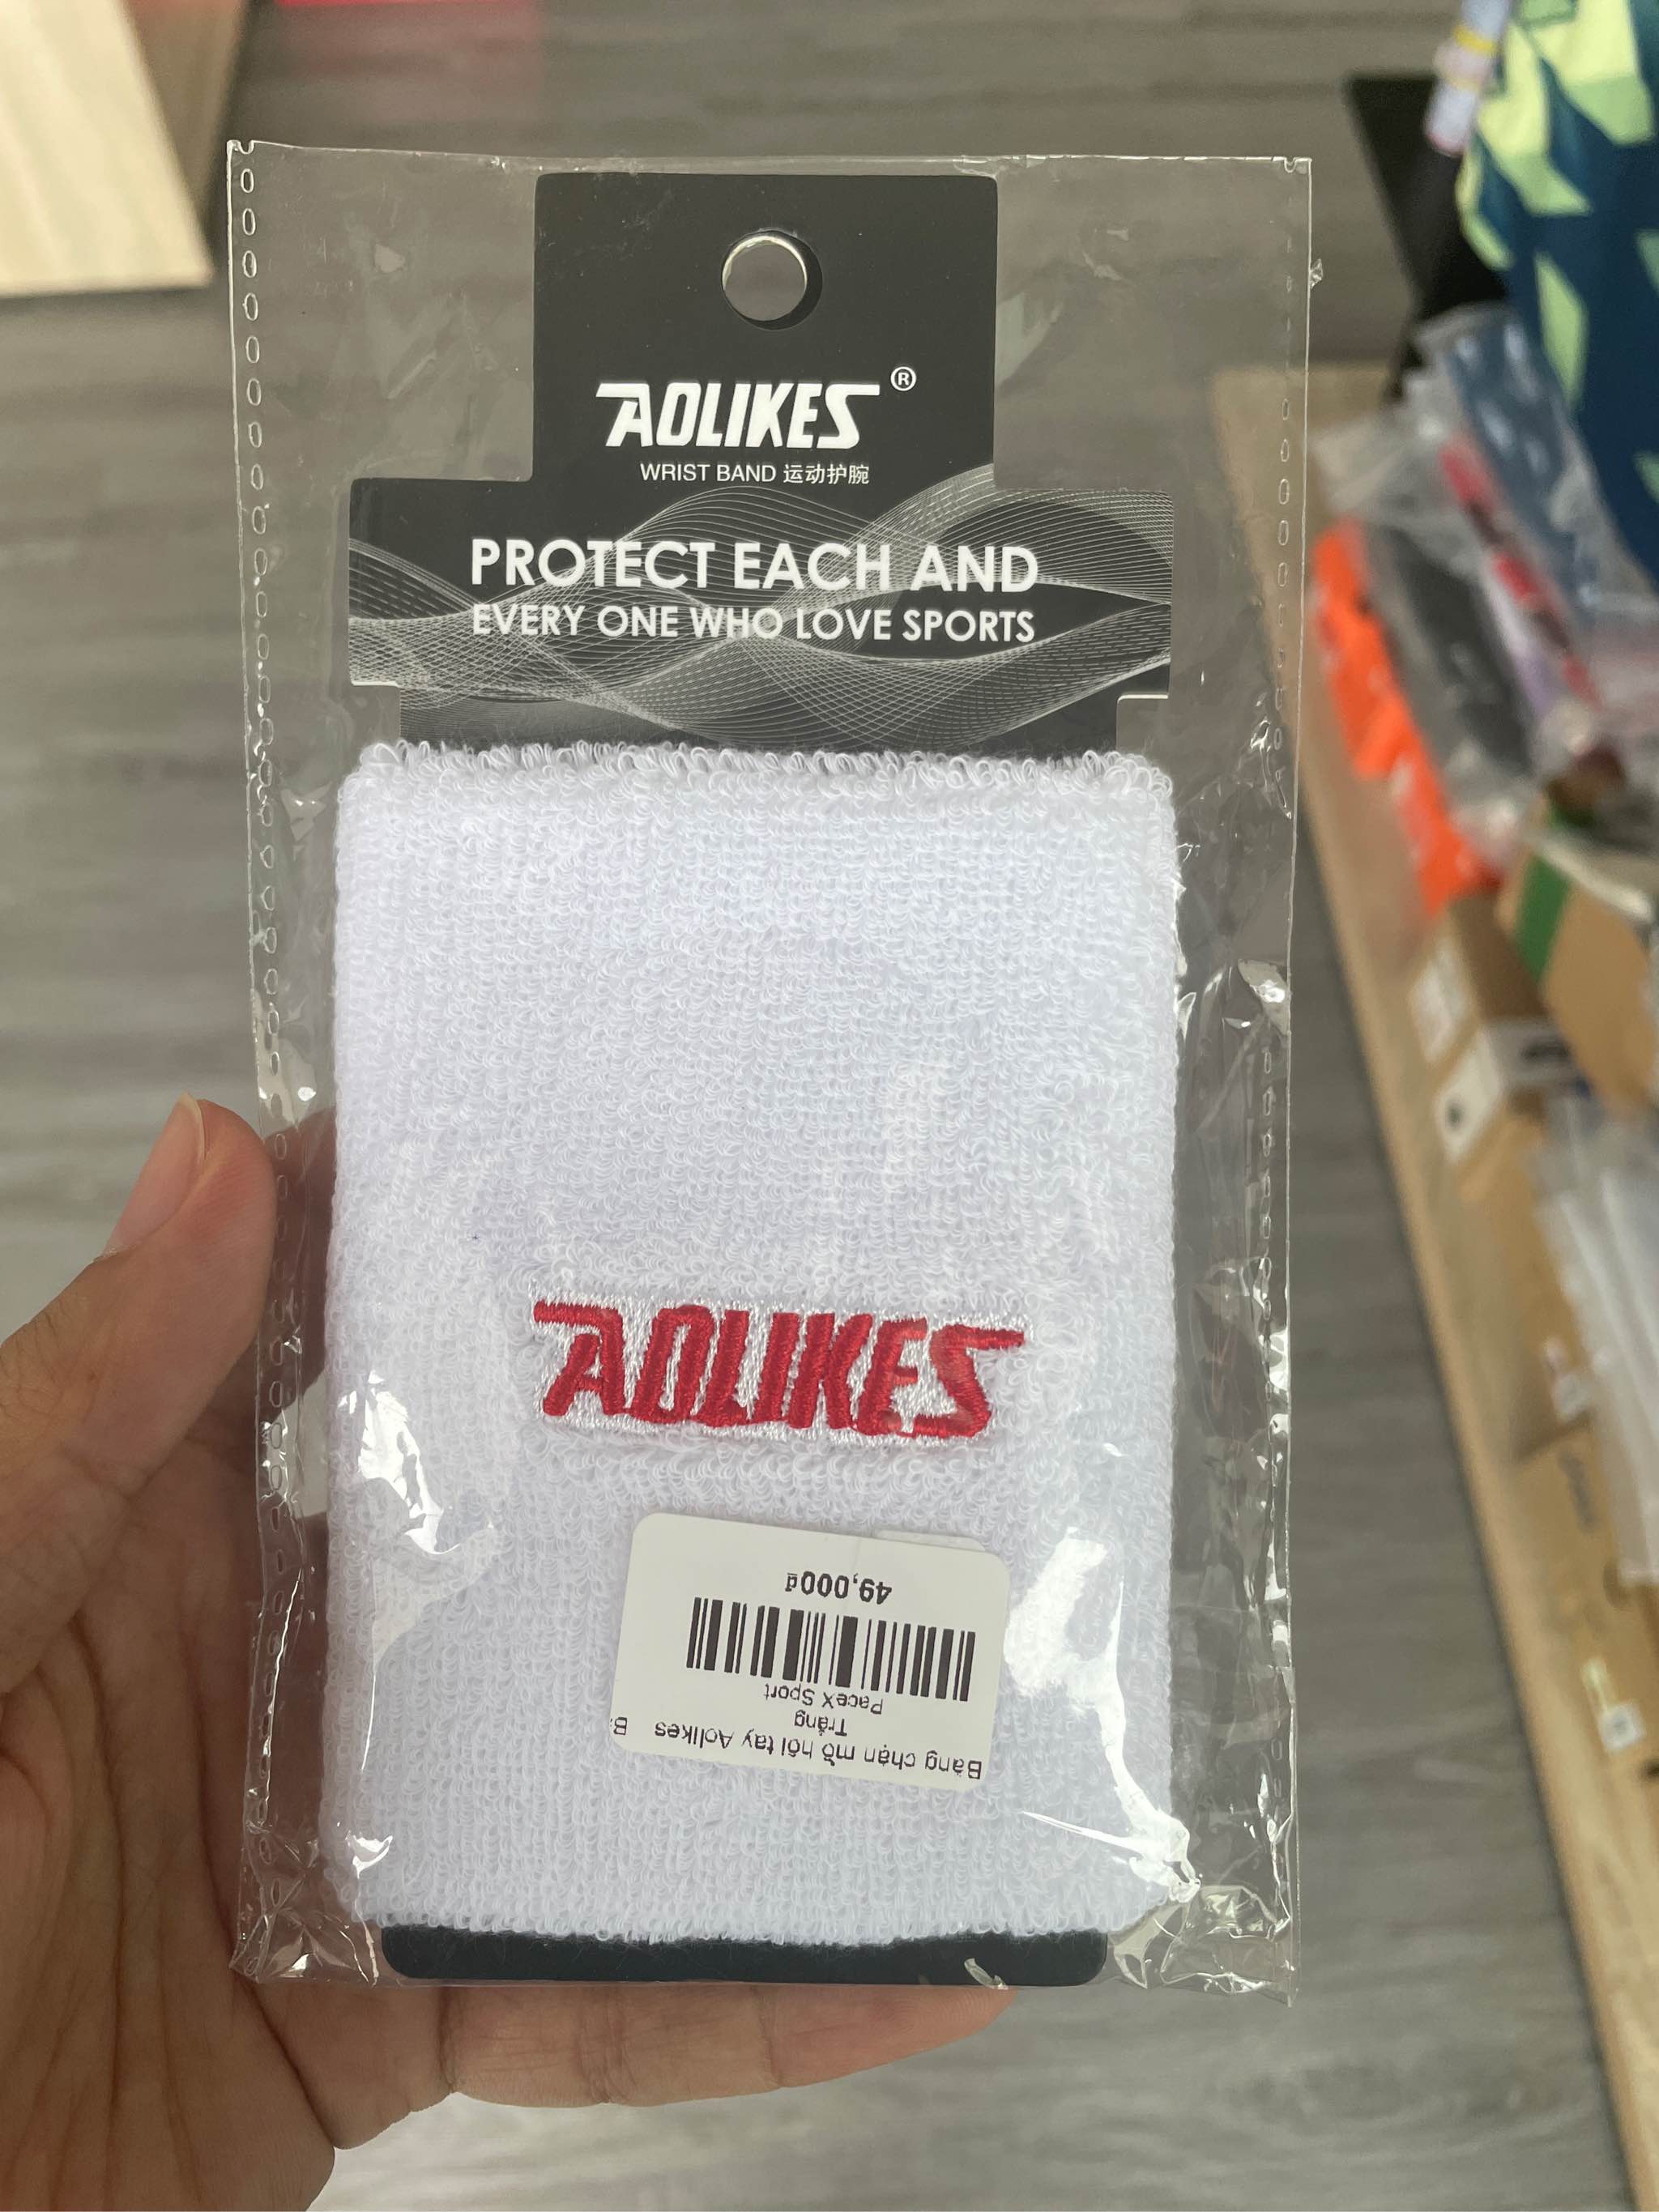 AOLIKES®
WRIST BAND 运动护腕
PROTECT EACH AND
EVERY ONE WHO LOVE SPORTS
AOLIKES
Băng chặn mồ hôi tay Aolikes B
Trắng
PaceX Sport
49,000₫